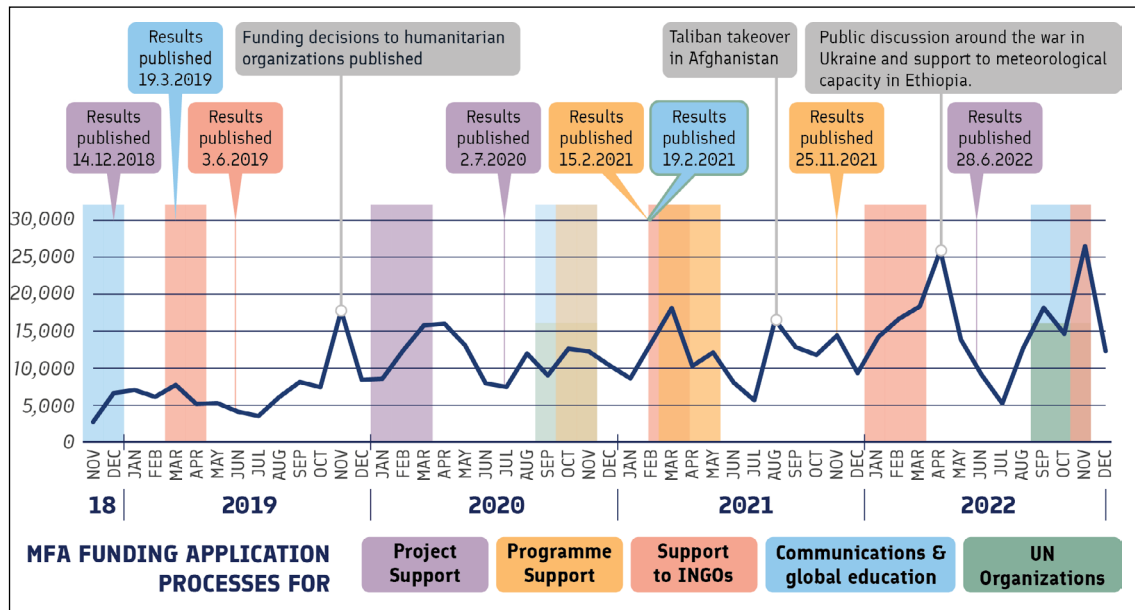 Results
published
19.3.2019
Funding decisions to humanitarian
organizations published
Taliban takeover
in Afghanistan
Public discussion around the war in
Ukraine and support to meteorological
capacity in Ethiopia.
Results
published
14.12.2018
Results
published
3.6.2019
Results
published
2.7.2020
Results
published
15.2.2021
Results
published
19.2.2021
Results
published
25.11.2021
Results
published
28.6.2022
30,000
25,000
20,000
15,000
10,000
5,000
0
NOV DEC JAN FEB MAR APR MAY JUN JUL AUG SEP OCT NOV DEC JAN FEB MAR APR MAY JUN JUL AUG SEP OCT NOV DEC JAN FEB MAR APR MAY JUN JUL AUG SEP OCT NOV DEC JAN FEB MAR APR MAY JUN JUL AUG SEP OCT NOV DEC
18 2019 2020 2021 2022
MFA FUNDING APPLICATION
PROCESSES FOR
Project
Support
Programme
Support
Support
to INGOs
Communications &
global education
UN
Organizations